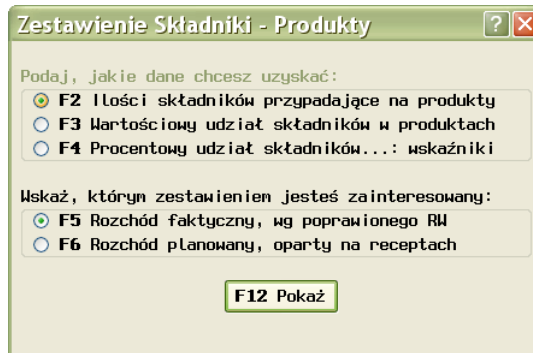 Zestawienie Składniki - Produkty
Podaj, jakie dane chcesz uzyskać:
F2 Ilości składników przypadające na produkty
F3 Wartościowy udział składników w produktach
F4 Procentowy udział składników...: wskaźniki
Wskaż, którym zestawieniem jesteś zainteresowany:
F5 Rozchód faktyczny, wg poprawionego RW
F6 Rozchód planowany, oparty na receptach
F12 Pokaż